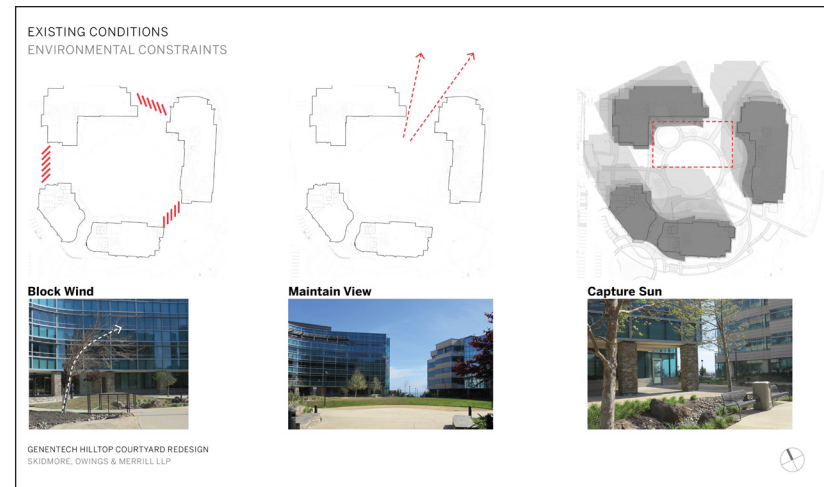 EXISTING CONDITIONS
ENVIRONMENTAL CONSTRAINTS
Block Wind
Maintain View
Capture Sun
GENENTECH HILLTOP COURTYARD REDESIGN
SKIDMORE, OWINGS & MERRILL LLP